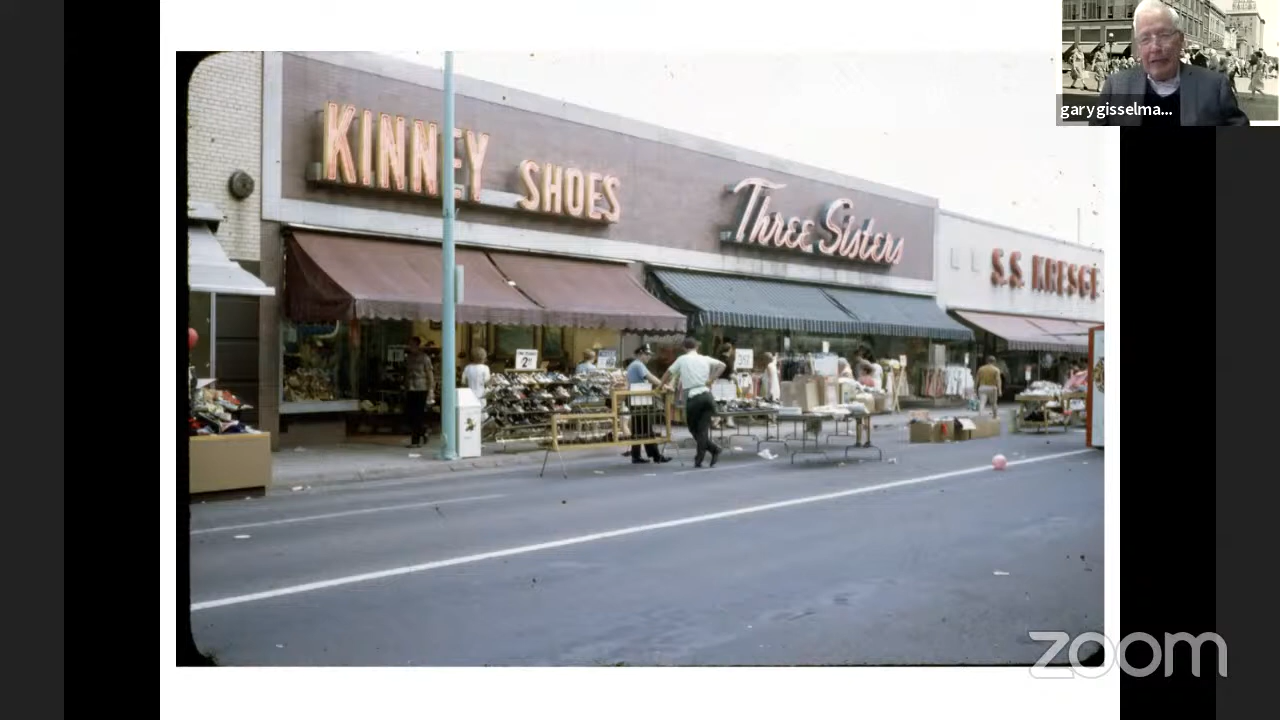 garygisselma...
KINNEY SHOES
Three Sisters
S.S. KRESGE
zoom